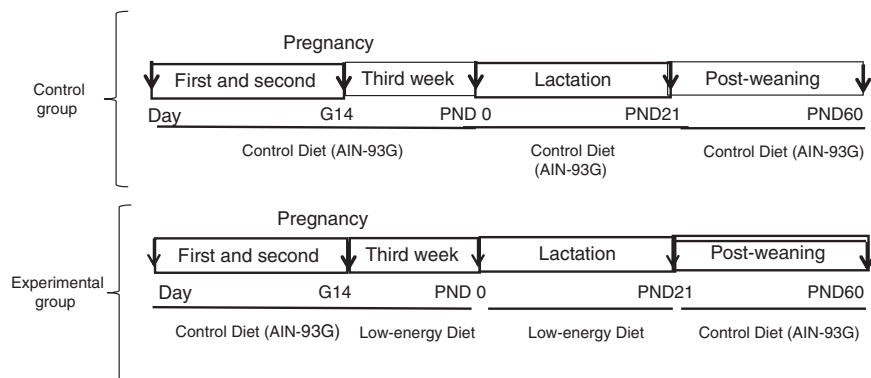 Pregnancy
First and second Third week Lactation Post-weaning
Control
group
Day G14 PND 0 PND21 PND60
Control Diet (AIN-93G) Control Diet Control Diet (AIN-93G)
(AIN-93G)
Pregnancy
First and second Third week Lactation Post-weaning
Experimental
group
Day G14 PND 0 PND21 PND60
Control Diet (AIN-93G) Low-energy Diet Low-energy Diet Control Diet (AIN-93G)